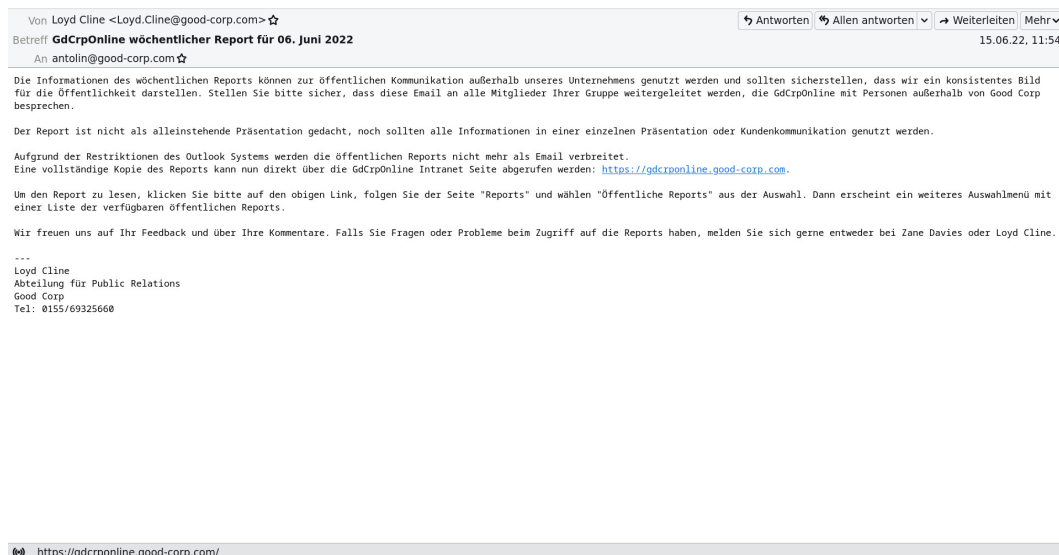 Von Loyd Cline <Loyd.Cline@good-corp.com>
Antworten Allen antworten Weiterleiten Mehr
Betreff GdCrpOnline wöchentlicher Report für 06. Juni 2022
15.06.22, 11:54
An antolin@good-corp.com
Die Informationen des wöchentlichen Reports können zur öffentlichen Kommunikation außerhalb unseres Unternehmens genutzt werden und sollten sicherstellen, dass wir ein konsistentes Bild
für die Öffentlichkeit darstellen. Stellen Sie bitte sicher, dass diese Email an alle Mitglieder Ihrer Gruppe weitergeleitet werden, die GdCrpOnline mit Personen außerhalb von Good Corp
besprechen.
Der Report ist nicht als alleinstehende Präsentation gedacht, noch sollten alle Informationen in einer einzelnen Präsentation oder Kundenkommunikation genutzt werden.
Aufgrund der Restriktionen des Outlook Systems werden die öffentlichen Reports nicht mehr als Email verbreitet.
Eine vollständige Kopie des Reports kann nun direkt über die GdCrpOnline Intranet Seite abgerufen werden: https://gdcrponline.good-corp.com.
Um den Report zu lesen, klicken Sie bitte auf den obigen Link, folgen Sie der Seite "Reports" und wählen "Öffentliche Reports" aus der Auswahl. Dann erscheint ein weiteres Auswahlmenü mit
einer Liste der verfügbaren öffentlichen Reports.
Wir freuen uns auf Ihr Feedback und über Ihre Kommentare. Falls Sie Fragen oder Probleme beim Zugriff auf die Reports haben, melden Sie sich gerne entweder bei Zane Davies oder Loyd Cline.
---
Loyd Cline
Abteilung für Public Relations
Good Corp
Tel: 0155/69325660
https://gdcrponline.good-corp.com/